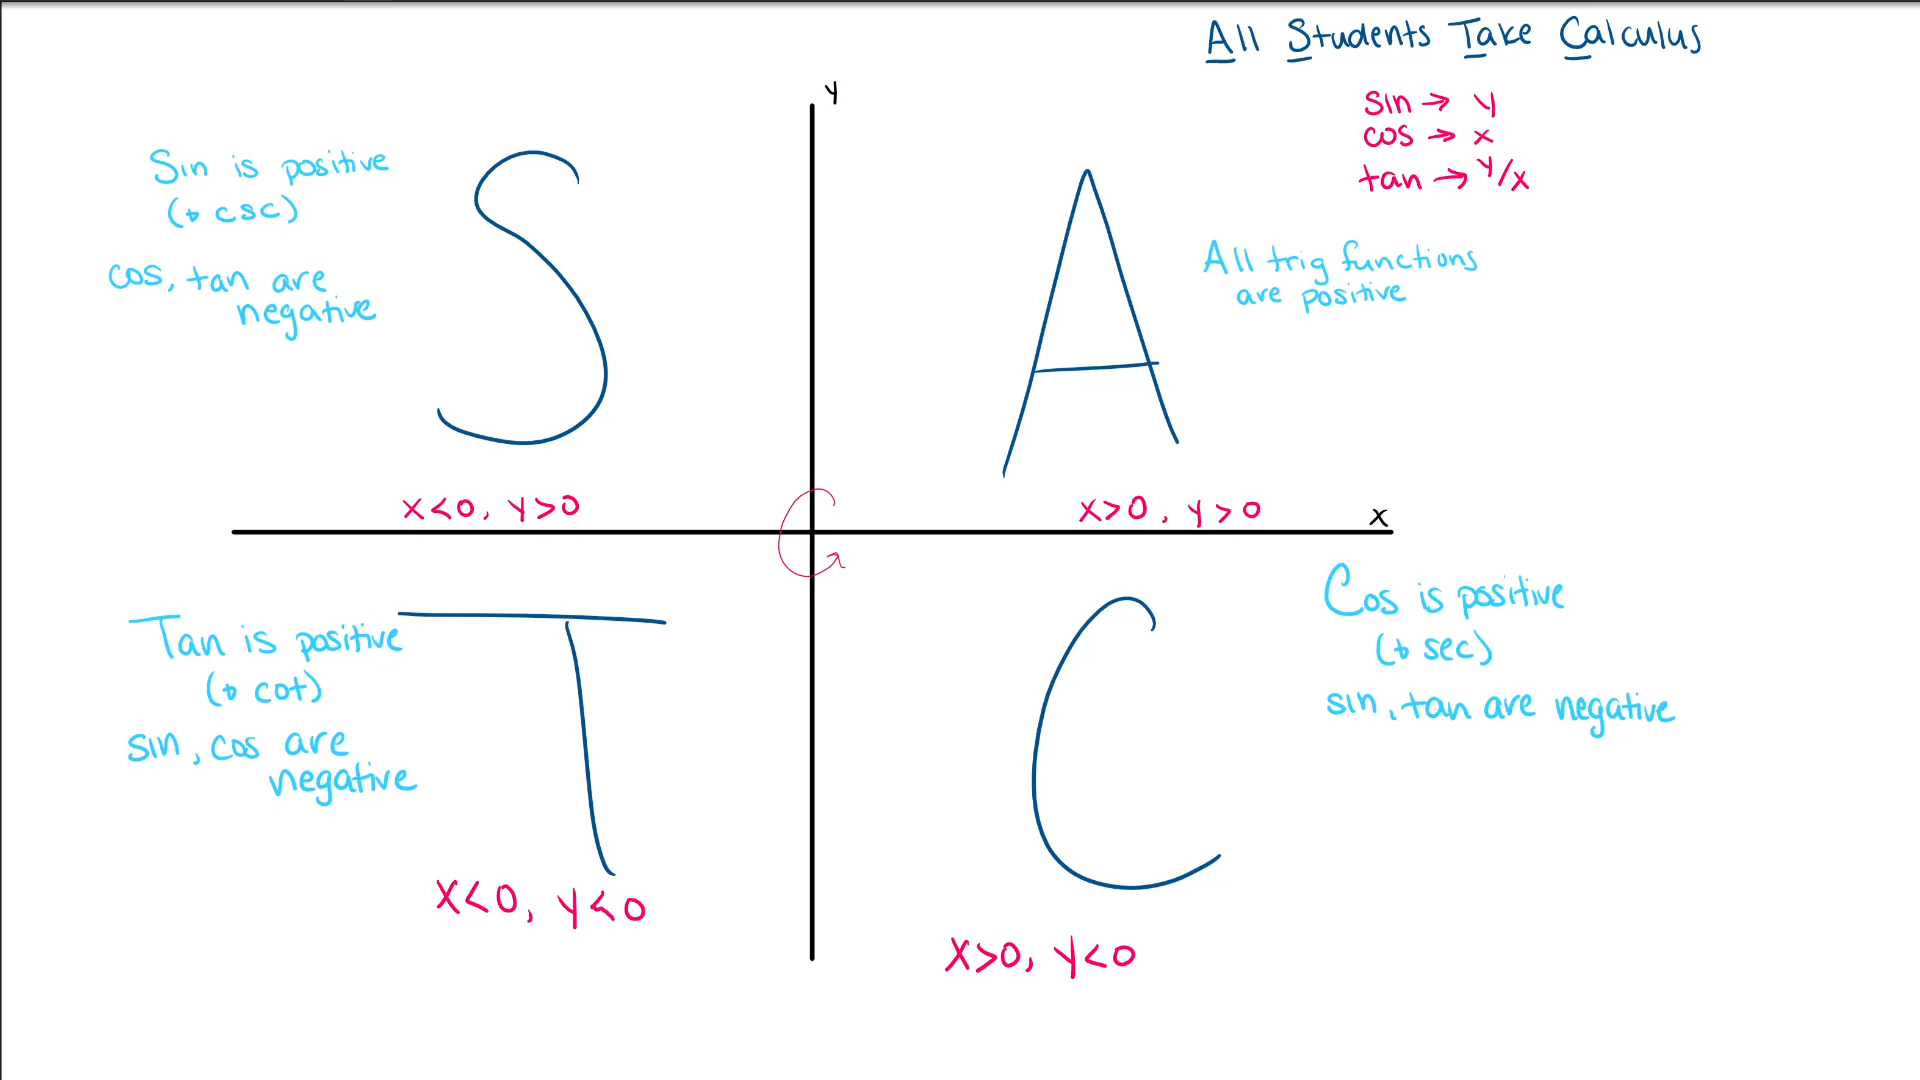 All Students Take Calculus
sin → y
cos → x
tan → y/x
y
Sin is positive
(& csc)
cos, tan are
negative
S
x<0, y>0
A
All trig functions
are positive
x>0, y>0
x
Tan is positive
(& cot)
sin, cos are
negative
T
x<0, y<0
C
Cos is positive
(& sec)
sin, tan are negative
x>0, y<0